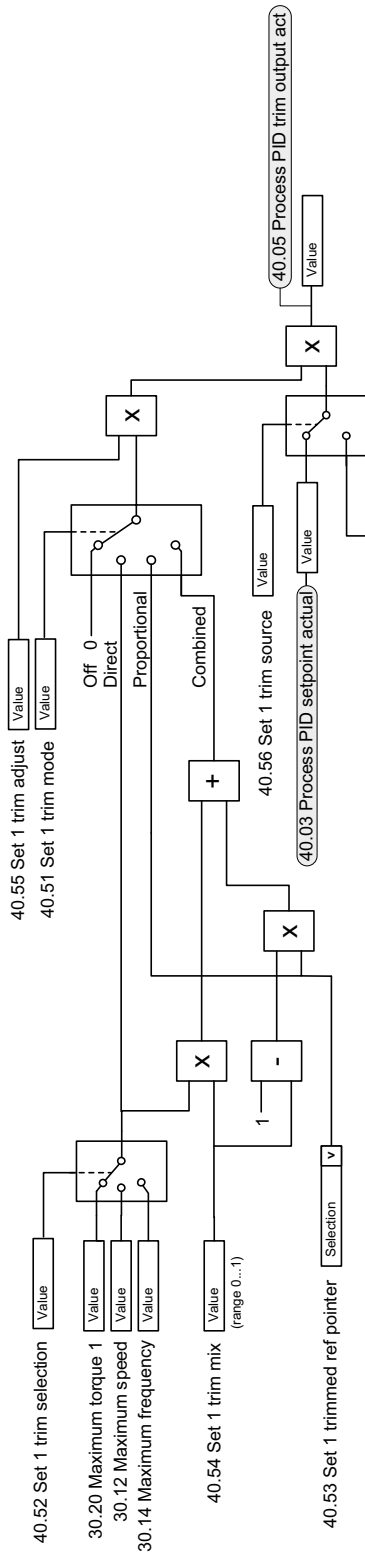 40.52 Set 1 trim selection
Value
30.20 Maximum torque 1
Value
30.12 Maximum speed
Value
30.14 Maximum frequency
Value
40.54 Set 1 trim mix
Value
(range 0...1)
40.53 Set 1 trimmed ref pointer
Selection
v
1
-
x
x
+
40.55 Set 1 trim adjust
Value
40.51 Set 1 trim mode
Value
Off 0
Direct
Proportional
Combined
x
40.56 Set 1 trim source
Value
40.03 Process PID setpoint actual
Value
x
40.05 Process PID trim output act
Value